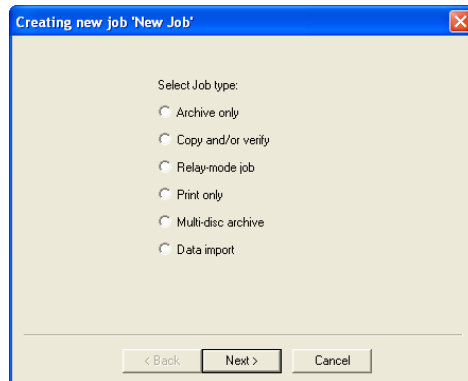 Creating new job 'New Job'
Select Job type:
Archive only
Copy and/or verify
Relay-mode job
Print only
Multi-disc archive
Data import
< Back Next > Cancel